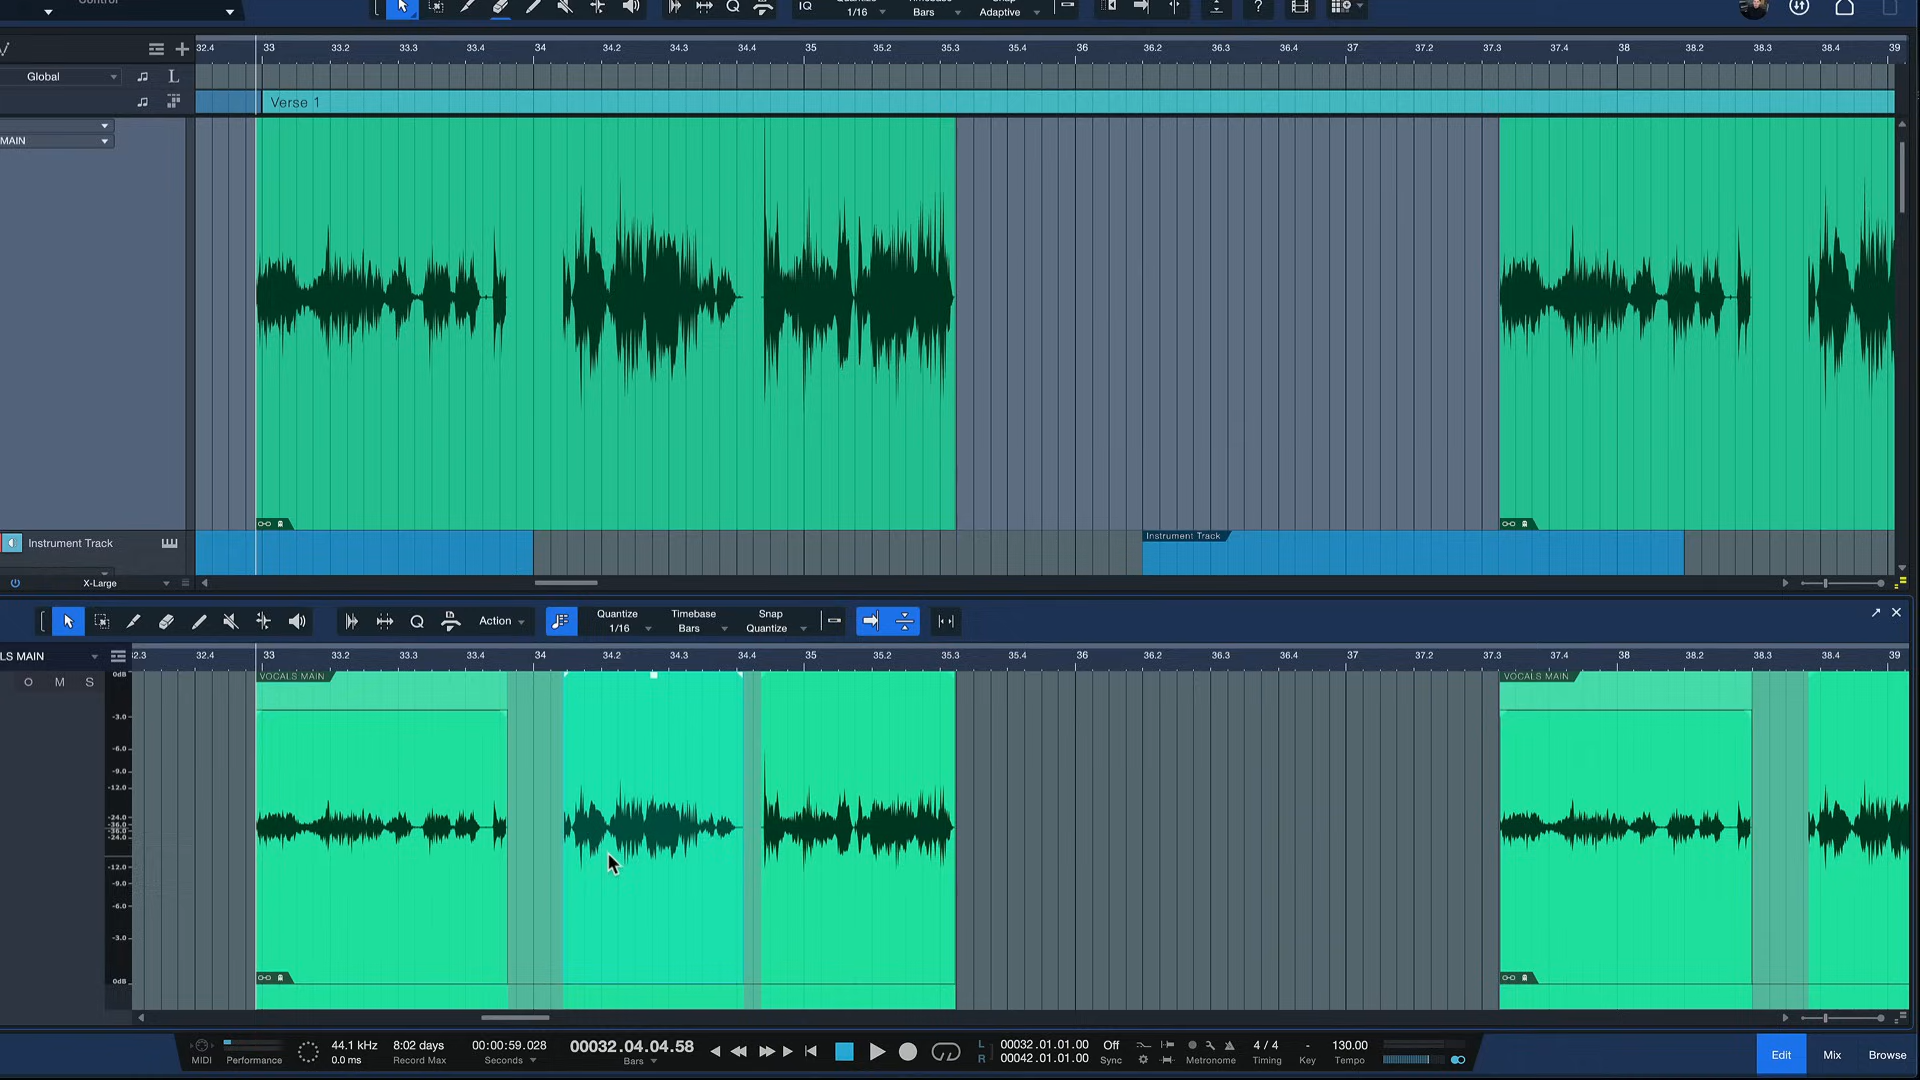 Control
IQ
1/16
Bars
Adaptive
?
32.4 33 33.2 33.3 33.4 34 34.2 34.3 34.4 35 35.2 35.3 35.4 36 36.2 36.3 36.4 37 37.2 37.3 37.4 38 38.2 38.3 38.4 39
Global
L
Verse 1
MAIN
Instrument Track
Instrument Track
X-Large
Action
Quantize
1/16
Timebase
Bars
Snap
Quantize
LS MAIN
32.4 33 33.2 33.3 33.4 34 34.2 34.3 34.4 35 35.2 35.3 35.4 36 36.2 36.3 36.4 37 37.2 37.3 37.4 38 38.2 38.3 38.4 39
O M S
0dB
-3.0
-6.0
-9.0
-12.0
-24.0
-36.0
-24.0
-12.0
-9.0
-6.0
-3.0
0dB
VOCALS MAIN
VOCALS MAIN
MIDI
Performance
44.1 kHz
0.0 ms
8:02 days
Record Max
00:00:59.028
Seconds
00032.04.04.58
Bars
L 00032.01.01.00
R 00042.01.01.00
Off
Sync
Metronome
4 / 4
Timing
-
Key
130.00
Tempo
Edit
Mix
Browse